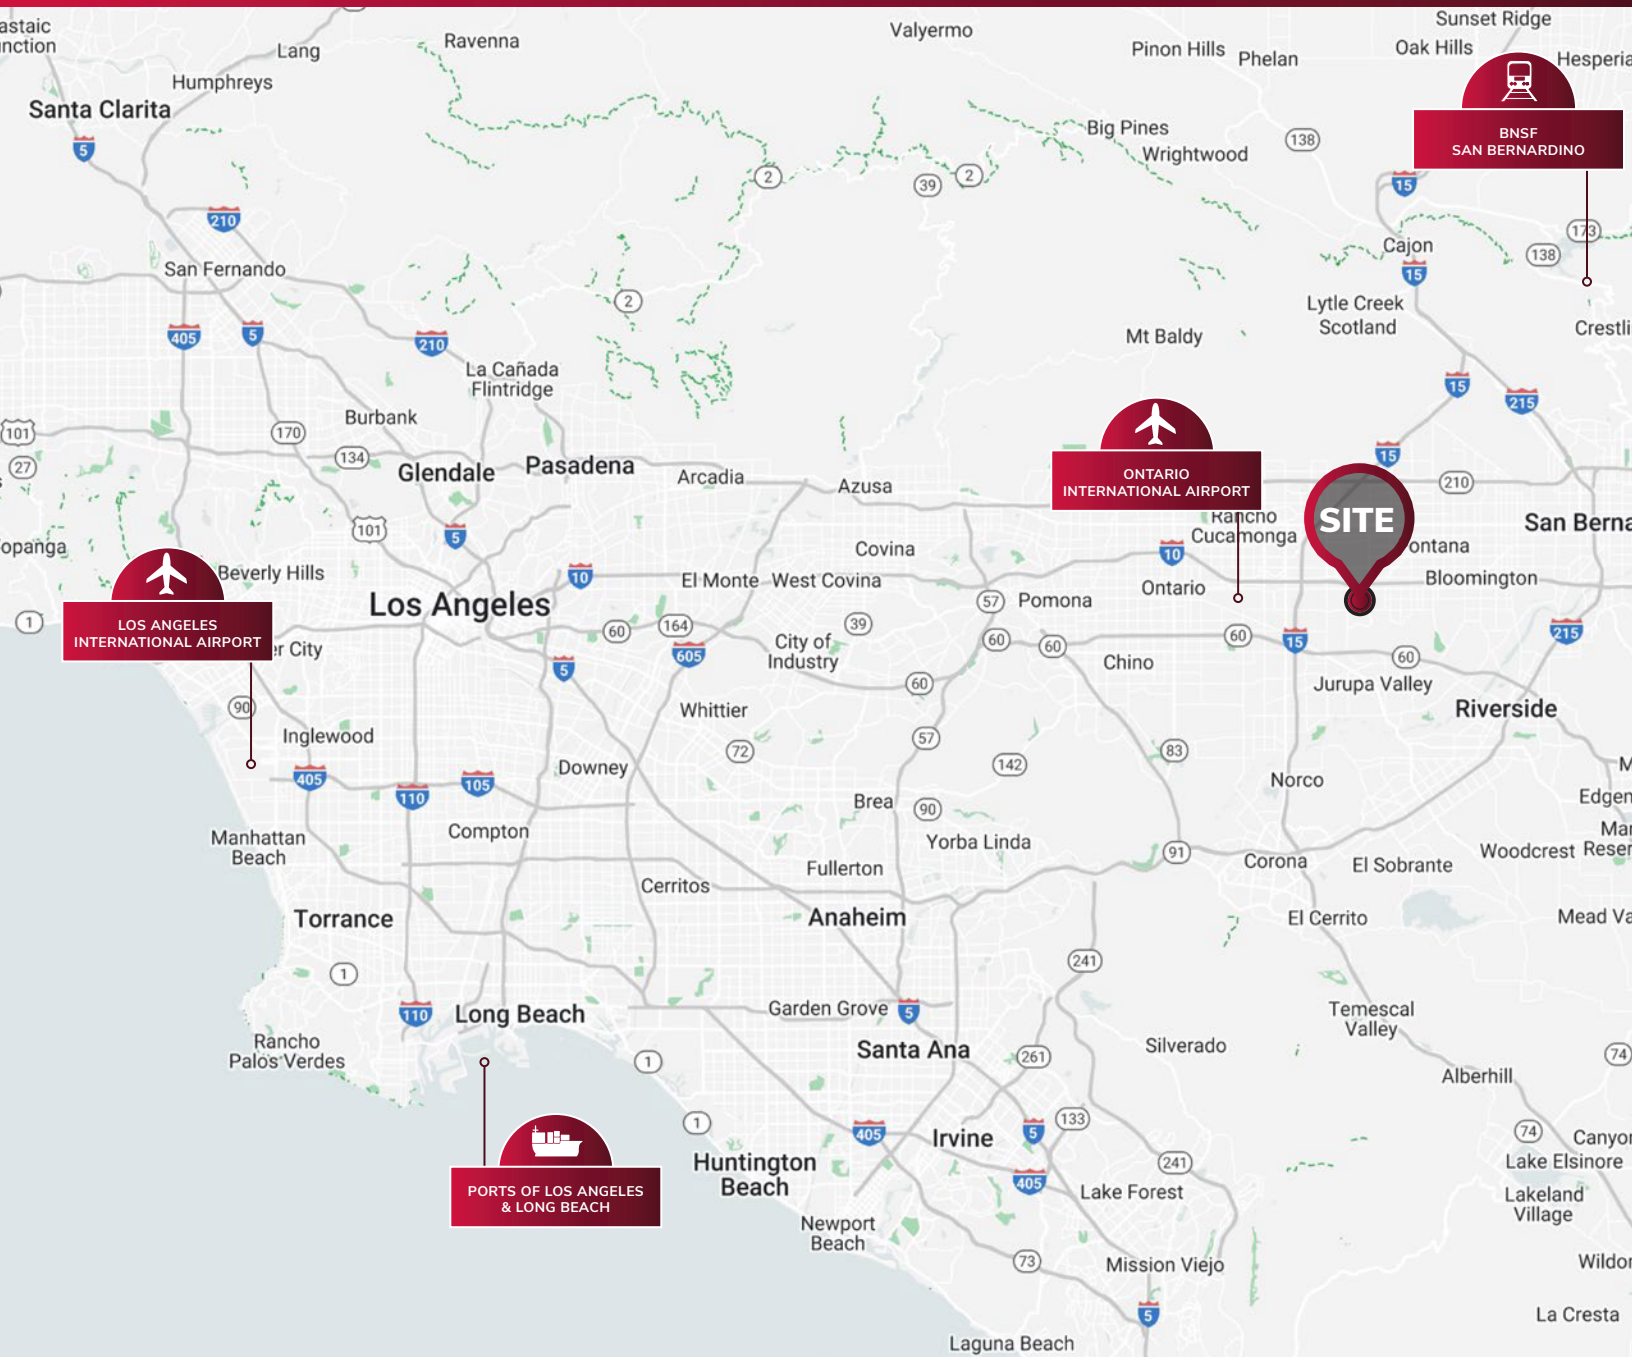 Sunset Ridge
astaic
unction
Lang
Ravenna
Valyermo
Pinon Hills
Phelan
Oak Hills
Hesperia
Humphreys
Santa Clarita
5
BNSF
SAN BERNARDINO
Big Pines
Wrightwood
138
2
39
2
15
210
173
Cajon
138
15
San Fernando
2
Lytle Creek
Scotland
Crestli
405
5
210
Mt Baldy
La Cañada
Flintridge
15
215
Burbank
101
170
134
27
Glendale
Pasadena
Arcadia
Azusa
ONTARIO
INTERNATIONAL AIRPORT
15
210
SITE
Rancho
Cucamonga
San Berna
101
5
opanga
Covina
10
ontana
Beverly Hills
10
El Monte
West Covina
Ontario
Bloomington
Los Angeles
57
Pomona
1
LOS ANGELES
INTERNATIONAL AIRPORT
60
164
39
60
60
60
15
215
er City
5
605
City of
Industry
Chino
60
60
Jurupa Valley
90
Whittier
Riverside
Inglewood
72
57
142
83
405
110
105
Downey
Norco
M
Edgen
Brea
90
Manhattan
Beach
Compton
Yorba Linda
Mar
Reser
Woodcrest
91
Corona
El Sobrante
Fullerton
Cerritos
Torrance
Anaheim
El Cerrito
Mead Va
1
241
110
Long Beach
Garden Grove
5
Temescal
Valley
Rancho
Palos Verdes
Santa Ana
1
261
Silverado
74
Alberhill
1
405
Irvine
5
133
74
Canyon
Lake Elsinore
Huntington
Beach
405
241
Lake Forest
PORTS OF LOS ANGELES
& LONG BEACH
Lakeland
Village
Newport
Beach
73
Mission Viejo
Wildo
5
La Cresta
Laguna Beach